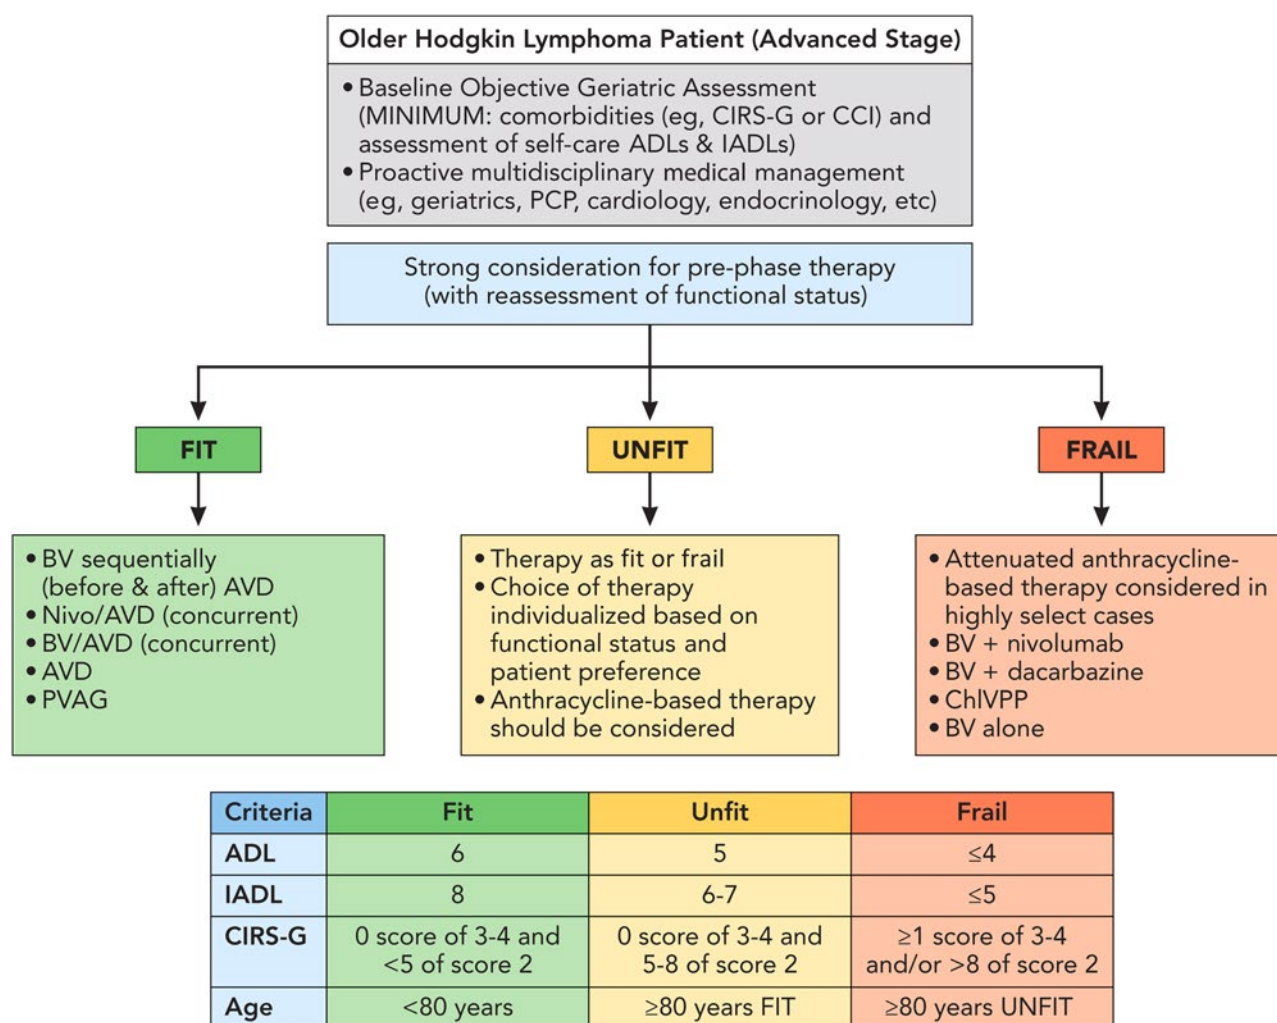 Older Hodgkin Lymphoma Patient (Advanced Stage)
• Baseline Objective Geriatric Assessment
(MINIMUM: comorbidities (eg, CIRS-G or CCI) and
assessment of self-care ADLs & IADLs)
• Proactive multidisciplinary medical management
(eg, geriatrics, PCP, cardiology, endocrinology, etc)
Strong consideration for pre-phase therapy
(with reassessment of functional status)
FIT
• BV sequentially
(before & after) AVD
• Nivo/AVD (concurrent)
• BV/AVD (concurrent)
• AVD
• PVAG
UNFIT
• Therapy as fit or frail
• Choice of therapy
individualized based on
functional status and
patient preference
• Anthracycline-based therapy
should be considered
FRAIL
• Attenuated anthracycline-
based therapy considered in
highly select cases
• BV + nivolumab
• BV + dacarbazine
• ChlVPP
• BV alone
Criteria Fit Unfit Frail
ADL 6 5 ≤4
IADL 8 6-7 ≤5
CIRS-G 0 score of 3-4 and 0 score of 3-4 and ≥1 score of 3-4
<5 of score 2 5-8 of score 2 and/or >8 of score 2
Age <80 years ≥80 years FIT ≥80 years UNFIT